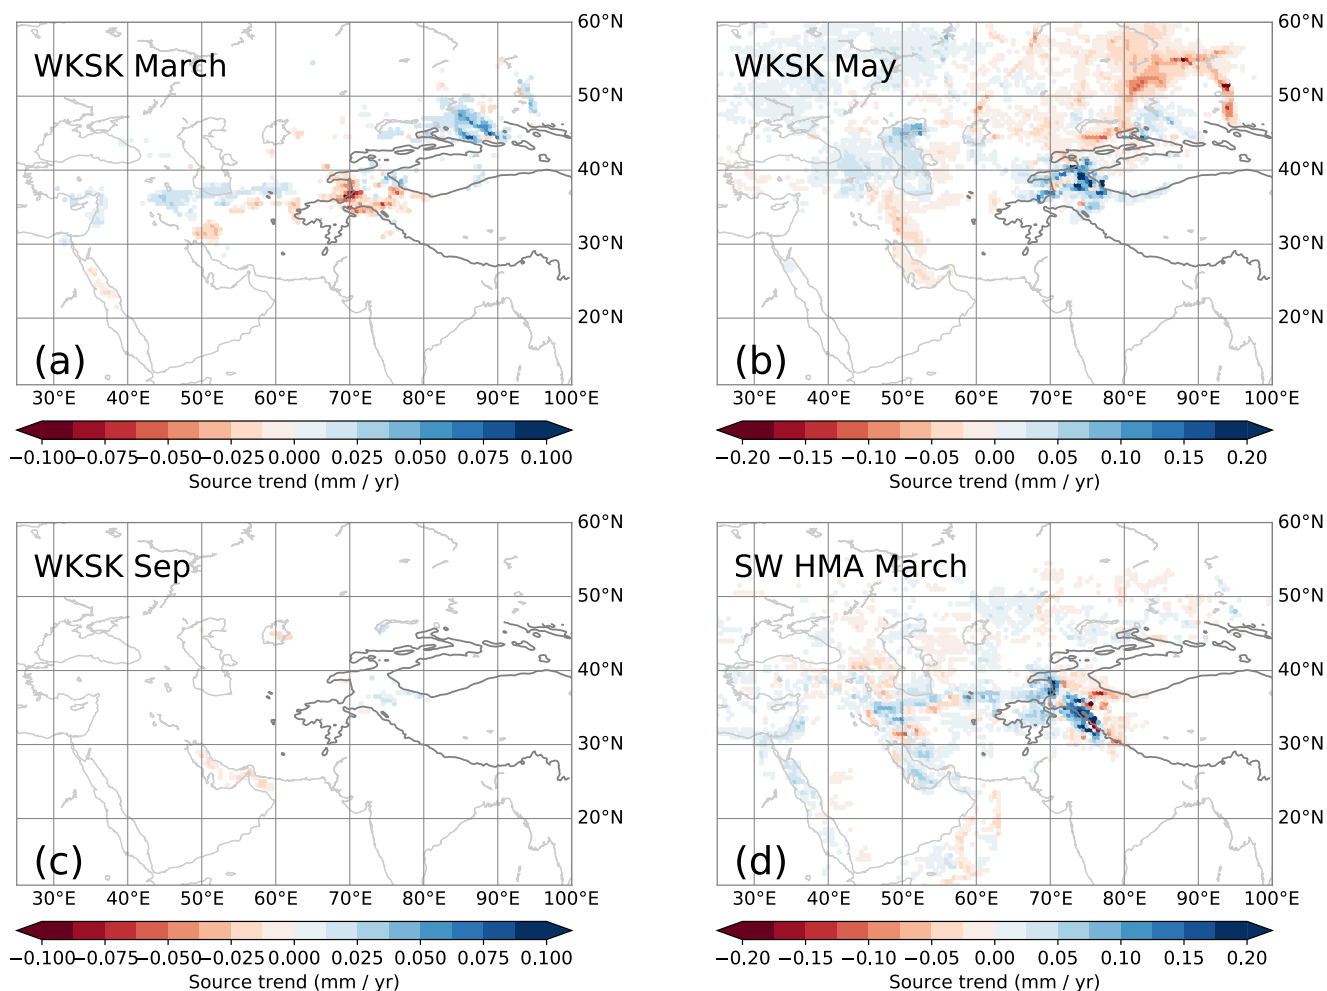 60°N
WKSK March
50°N
40°N
30°N
20°N
(a)
30°E 40°E 50°E 60°E 70°E 80°E 90°E 100°E
−0.100 −0.075 −0.050 −0.025 0.000 0.025 0.050 0.075 0.100
Source trend (mm / yr)
60°N
WKSK May
50°N
40°N
30°N
20°N
(b)
30°E 40°E 50°E 60°E 70°E 80°E 90°E 100°E
−0.20 −0.15 −0.10 −0.05 0.00 0.05 0.10 0.15 0.20
Source trend (mm / yr)
60°N
WKSK Sep
50°N
40°N
30°N
20°N
(c)
30°E 40°E 50°E 60°E 70°E 80°E 90°E 100°E
−0.100 −0.075 −0.050 −0.025 0.000 0.025 0.050 0.075 0.100
Source trend (mm / yr)
60°N
SW HMA March
50°N
40°N
30°N
20°N
(d)
30°E 40°E 50°E 60°E 70°E 80°E 90°E 100°E
−0.20 −0.15 −0.10 −0.05 0.00 0.05 0.10 0.15 0.20
Source trend (mm / yr)